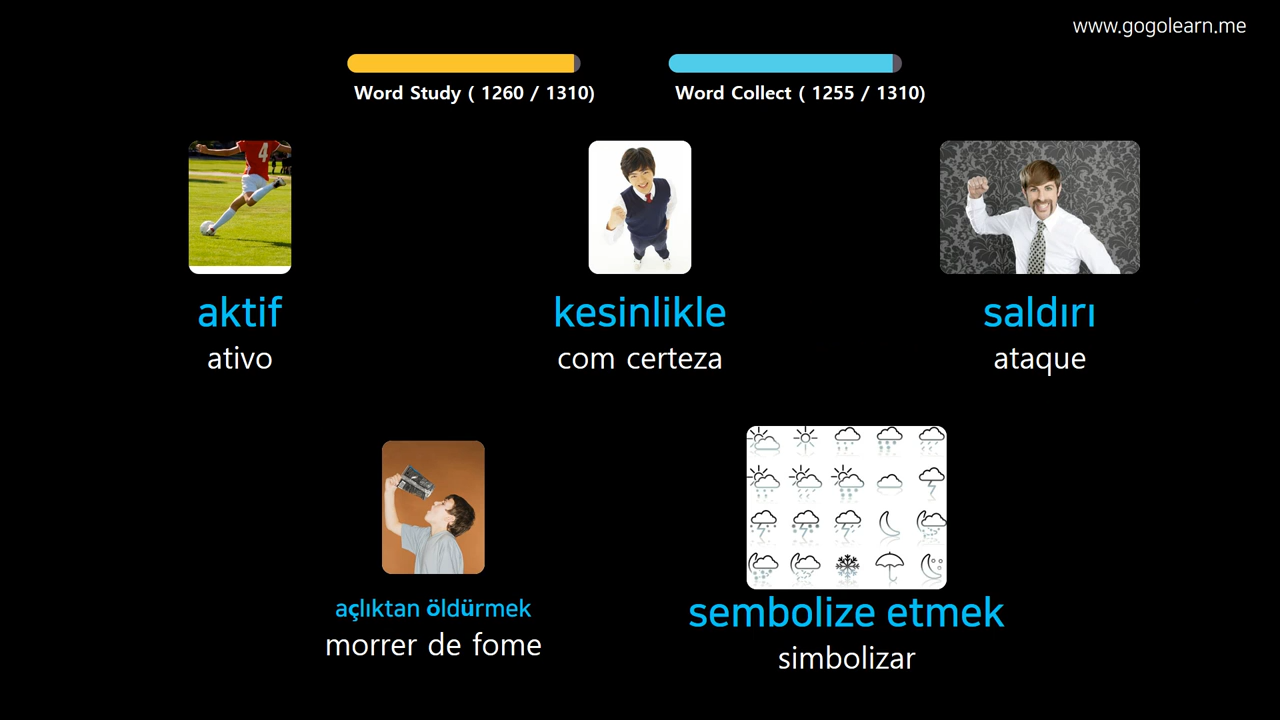 www.gogolearn.me
Word Study ( 1260 / 1310)
Word Collect ( 1255 / 1310)
4
aktif
ativo
kesinlikle
com certeza
saldırı
ataque
açlıktan öldürmek
morrer de fome
sembolize etmek
simbolizar